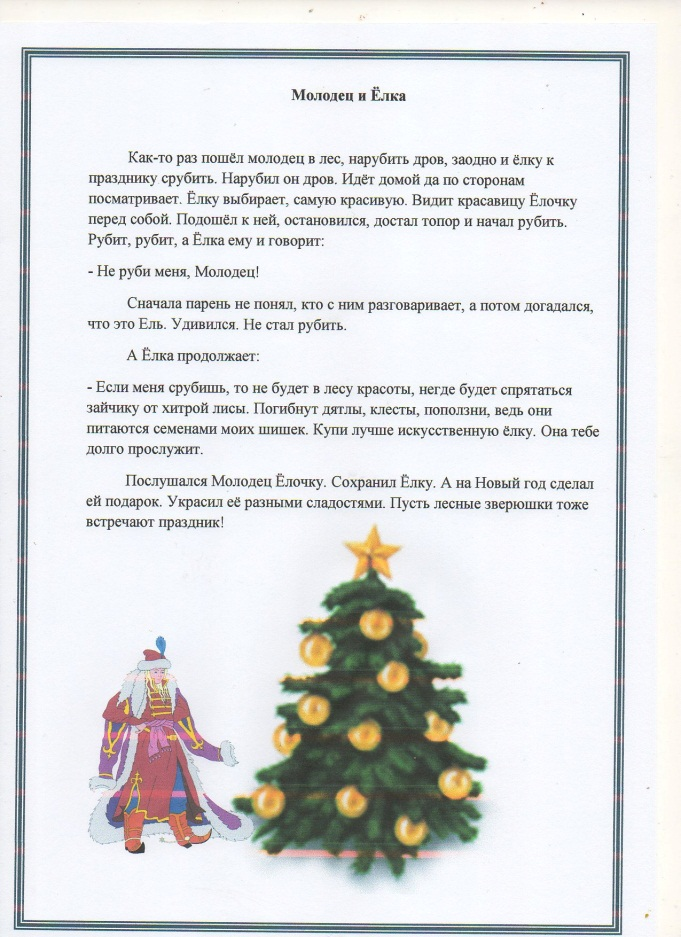 Молодец и Ёлка
Как-то раз пошёл молодец в лес, нарубить дров, заодно и ёлку к
празднику срубить. Нарубил он дров. Идёт домой да по сторонам
посматривает. Ёлку выбирает, самую красивую. Видит красавицу Ёлочку
перед собой. Подошёл к ней, остановился, достал топор и начал рубить.
Рубит, рубит, а Ёлка ему и говорит:
- Не руби меня, Молодец!
Сначала парень не понял, кто с ним разговаривает, а потом догадался,
что это Ель. Удивился. Не стал рубить.
А Ёлка продолжает:
- Если меня срубишь, то не будет в лесу красоты, негде будет спрятаться
зайчику от хитрой лисы. Погибнут дятлы, клесты, поползни, ведь они
питаются семенами моих шишек. Купи лучше искусственную ёлку. Она тебе
долго прослужит.
Послушался Молодец Ёлочку. Сохранил Ёлку. А на Новый год сделал
ей подарок. Украсил её разными сладостями. Пусть лесные зверюшки тоже
встречают праздник!